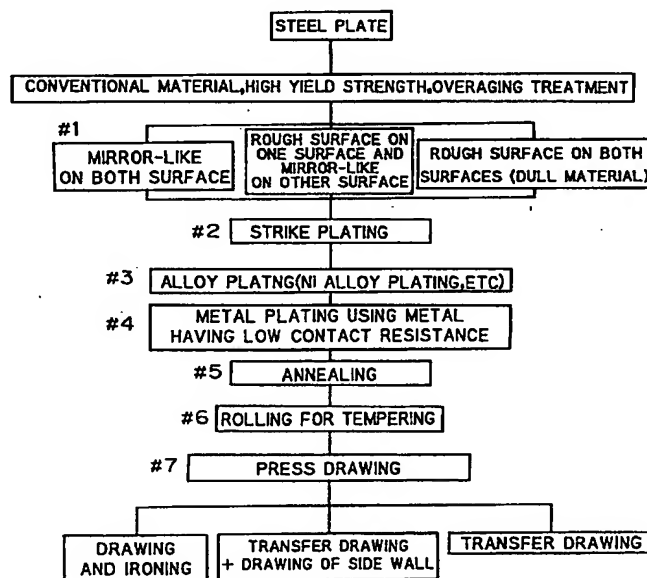 STEEL PLATE
CONVENTIONAL MATERIAL,HIGH YIELD STRENGTH.OVERAGING TREATMENT
#1
MIRROR-LIKE
ON BOTH SURFACE
ROUGH SURFACE ON
ONE SURFACE AND
MIRROR-LIKE
ON OTHER SURFACE
ROUGH SURFACE ON BOTH
SURFACES (DULL MATERIAL)
#2 STRIKE PLATING
#3 ALLOY PLATNG(NI ALLOY PLATING,ETC)
#4 METAL PLATING USING METAL
HAVING LOW CONTACT RESISTANCE
#5 ANNEALING
#6 ROLLING FOR TEMPERING
#7 PRESS DRAWING
DRAWING
AND IRONING
TRANSFER DRAWING
+ DRAWING OF SIDE WALL
TRANSFER DRAWING